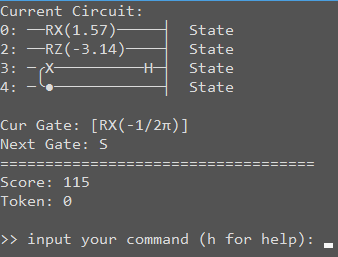 Current Circuit:
0: ──RX(1.57)─────┤  State
2: ──RZ(-3.14)────┤  State
3: ─╭X──────────H─┤  State
4: ─╰●────────────┤  State
Cur Gate: [RX(-1/2π)]
Next Gate: S
===================================
Score: 115
Token: 0
>> input your command (h for help):